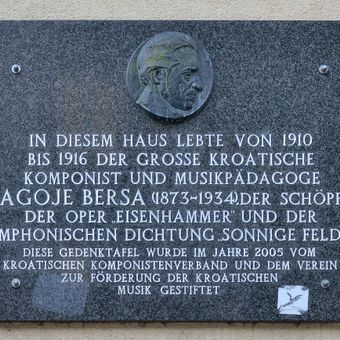 IN DIESEM HAUS LEBTE VON 1910
BIS 1916 DER GROSSE KROATISCHE
KOMPONIST UND MUSIKPÄDAGOGE
AGOJE BERSA (1873-1934) DER SCHÖPF
DER OPER „EISENHAMMER" UND DER
MPHONISCHEN DICHTUNG „SONNIGE FELD
DIESE GEDENKTAFEL WURDE IM JAHRE 2005 VOM
KROATISCHEN KOMPONISTENVERBAND UND DEM VEREIN
ZUR FÖRDERUNG DER KROATISCHEN
MUSIK GESTIFTET